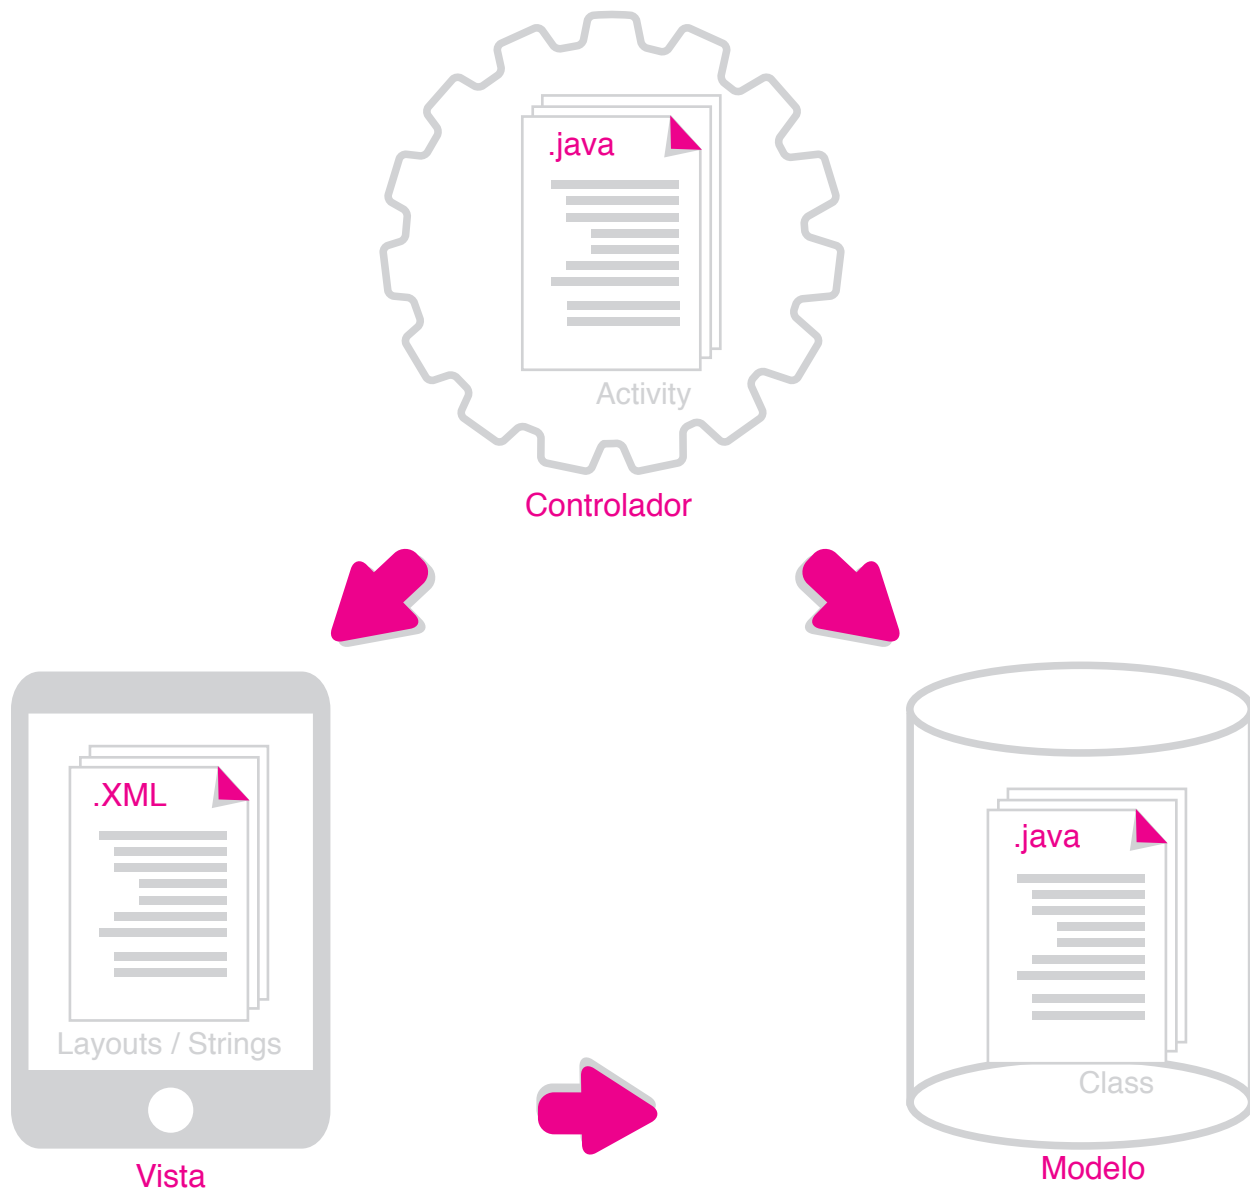 .java
Activity
Controlador
.XML
Layouts / Strings
Vista
.java
Class
Modelo